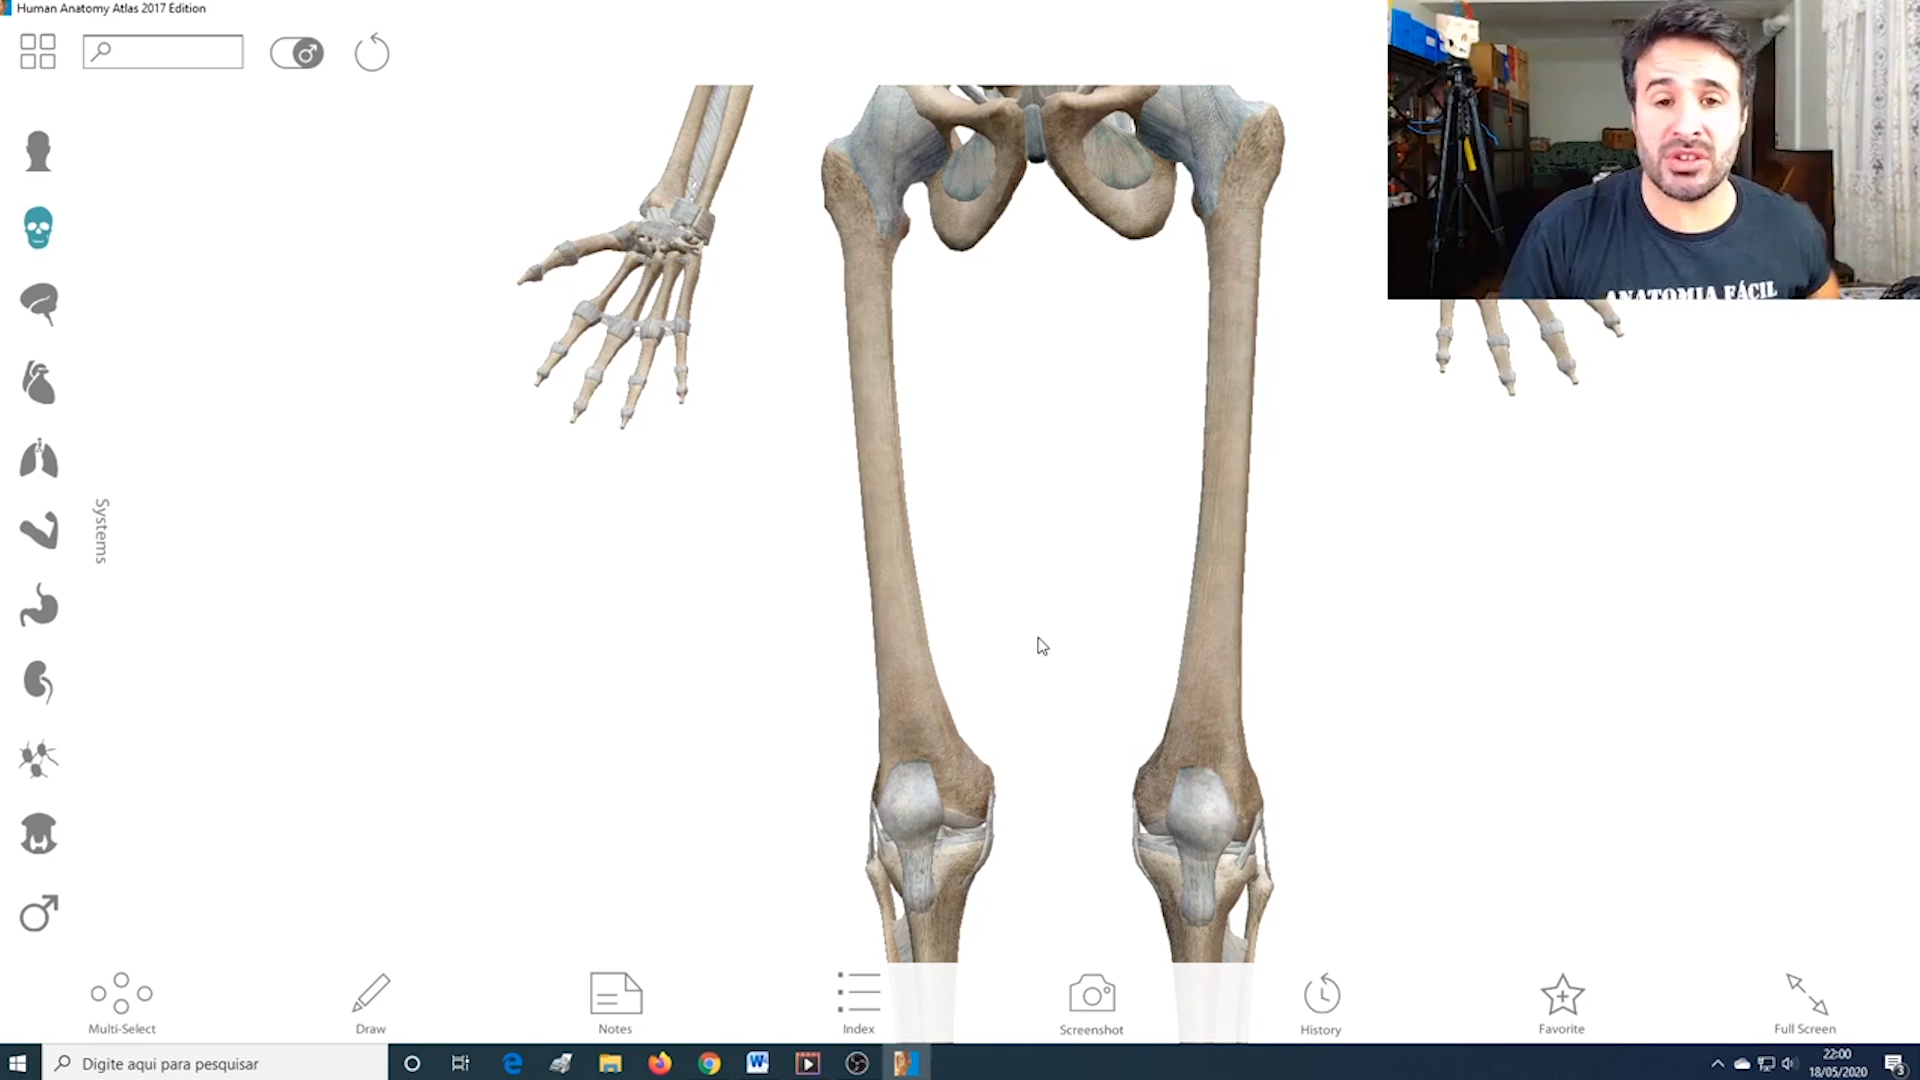 Human Anatomy Atlas 2017 Edition
ANATOMIA FÁCIL
Systems
Multi-Select
Draw
Notes
Index
Screenshot
History
Favorite
Full Screen
Digite aqui para pesquisar
W
22:00
18/05/2020
3